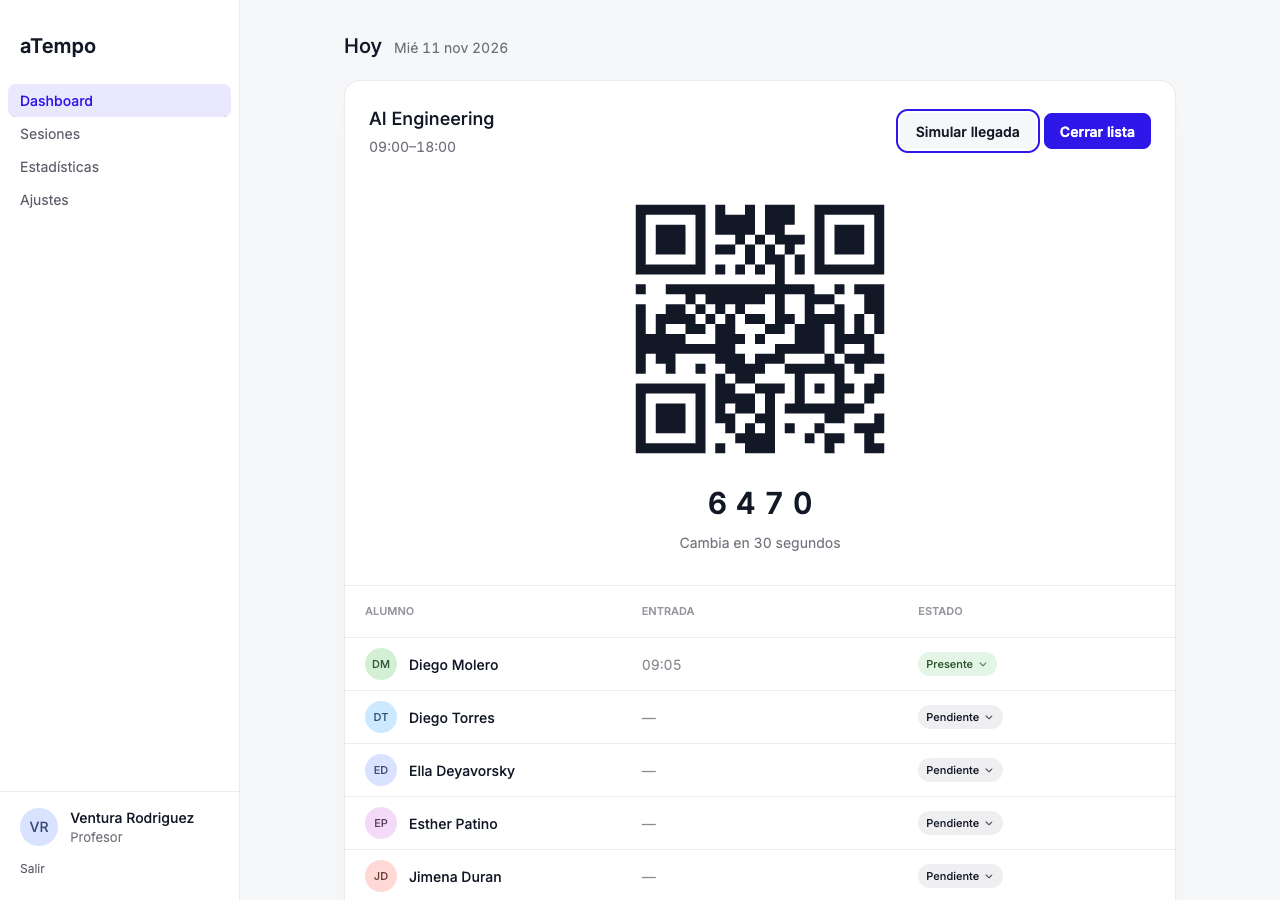 aTempo
Dashboard
Sesiones
Estadísticas
Ajustes
Ventura Rodriguez
Profesor
Salir
VR
Hoy Mié 11 nov 2026
AI Engineering
09:00–18:00
Simular llegada
Cerrar lista
6470
Cambia en 30 segundos
ALUMNO ENTRADA ESTADO
DM Diego Molero 09:05 Presente
DT Diego Torres — Pendiente
ED Ella Deyavorsky — Pendiente
EP Esther Patino — Pendiente
JD Jimena Duran — Pendiente